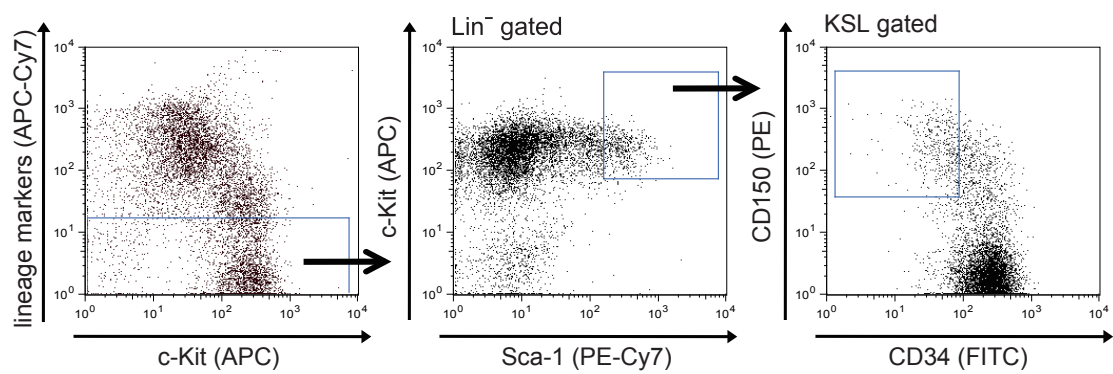 lineage markers (APC-Cy7)
10⁴
10³
10²
10¹
10⁰
10⁰ 10¹ 10² 10³ 10⁴
c-Kit (APC)
Lin⁻ gated
c-Kit (APC)
10⁴
10³
10²
10¹
10⁰
10⁰ 10¹ 10² 10³ 10⁴
Sca-1 (PE-Cy7)
KSL gated
CD150 (PE)
10⁴
10³
10²
10¹
10⁰
10⁰ 10¹ 10² 10³ 10⁴
CD34 (FITC)